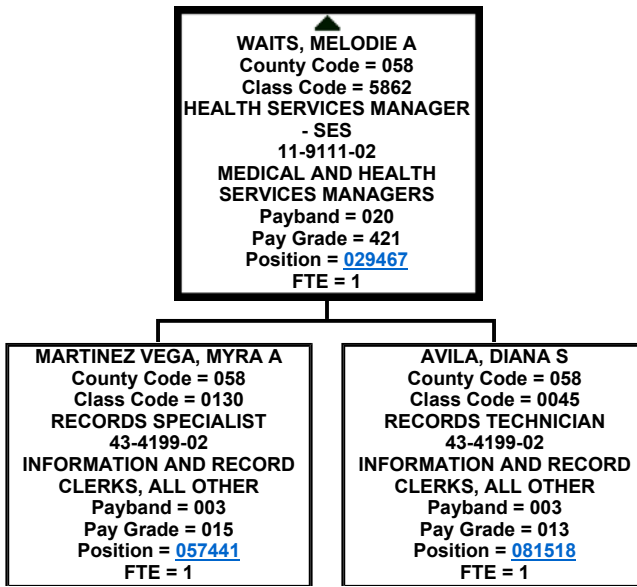 WAITS, MELODIE A
County Code = 058
Class Code = 5862
HEALTH SERVICES MANAGER
- SES
11-9111-02
MEDICAL AND HEALTH
SERVICES MANAGERS
Payband = 020
Pay Grade = 421
Position = 029467
FTE = 1
MARTINEZ VEGA, MYRA A
County Code = 058
Class Code = 0130
RECORDS SPECIALIST
43-4199-02
INFORMATION AND RECORD
CLERKS, ALL OTHER
Payband = 003
Pay Grade = 015
Position = 057441
FTE = 1
AVILA, DIANA S
County Code = 058
Class Code = 0045
RECORDS TECHNICIAN
43-4199-02
INFORMATION AND RECORD
CLERKS, ALL OTHER
Payband = 003
Pay Grade = 013
Position = 081518
FTE = 1